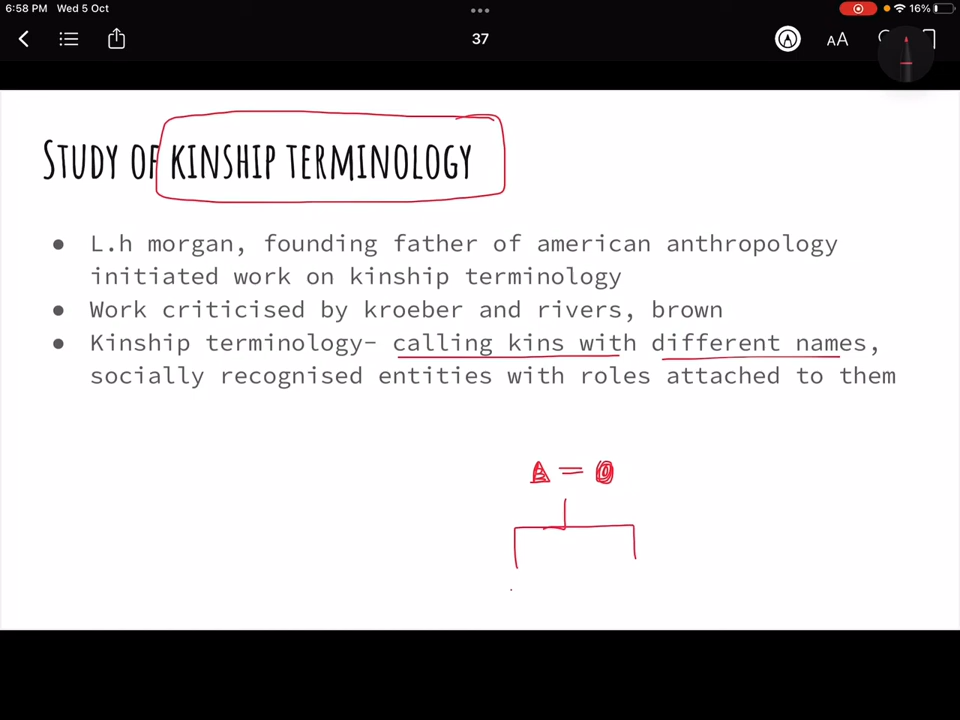 6:58 PM Wed 5 Oct
16%
37
AA
STUDY OF KINSHIP TERMINOLOGY
● L.h morgan, founding father of american anthropology
initiated work on kinship terminology
● Work criticised by kroeber and rivers, brown
● Kinship terminology- calling kins with different names,
socially recognised entities with roles attached to them
=